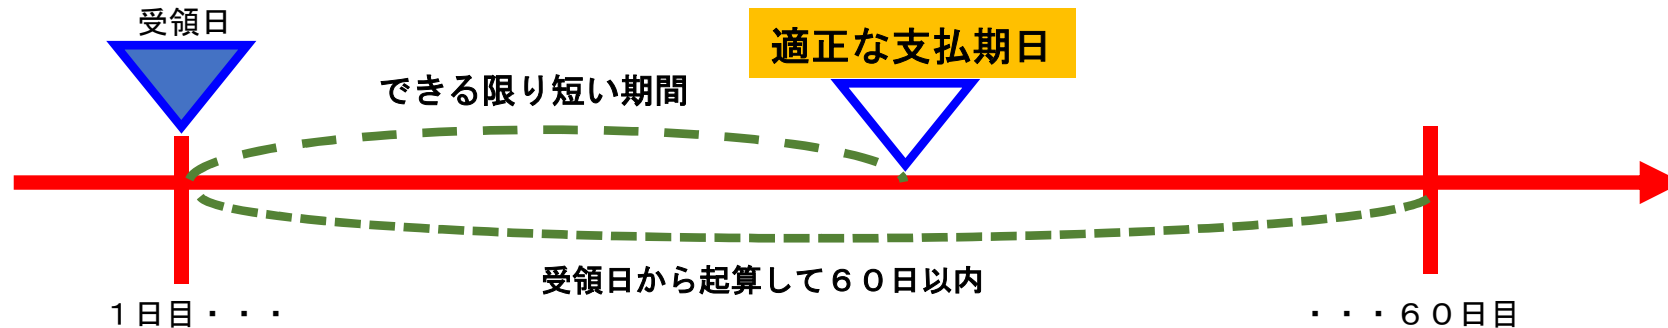 受領日
適正な支払期日
できる限り短い期間
受領日から起算して６０日以内
１日目・・・
・・・６０日目